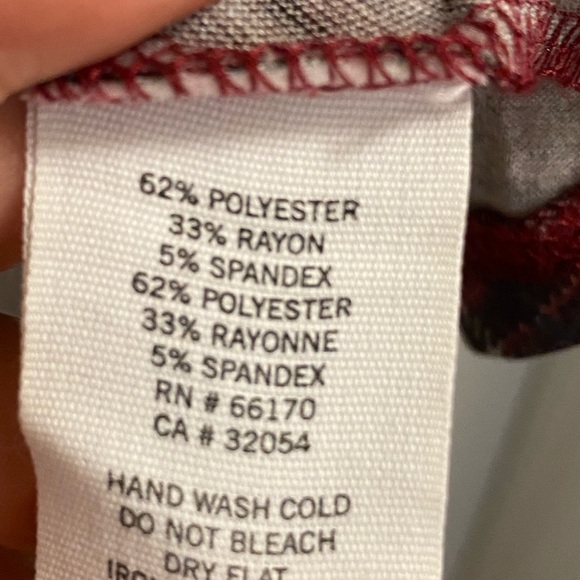 62% POLYESTER
33% RAYON
5% SPANDEX
62% POLYESTER
33% RAYONNE
5% SPANDEX
RN # 66170
CA # 32054
HAND WASH COLD
DO NOT BLEACH
DRY FLAT